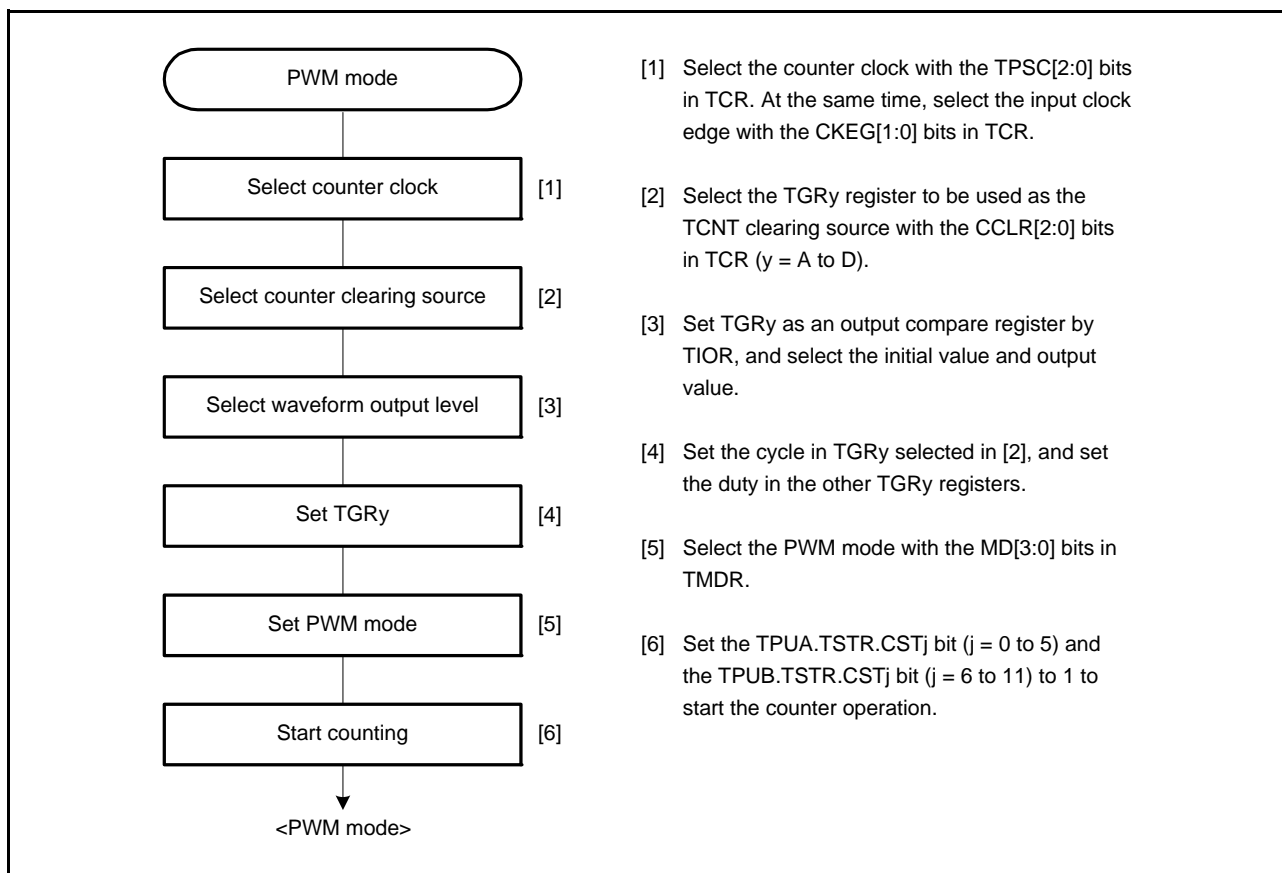 PWM mode
Select counter clock
[1]
Select counter clearing source
[2]
Select waveform output level
[3]
Set TGRy
[4]
Set PWM mode
[5]
Start counting
[6]
<PWM mode>
[1] Select the counter clock with the TPSC[2:0] bits
in TCR. At the same time, select the input clock
edge with the CKEG[1:0] bits in TCR.
[2] Select the TGRy register to be used as the
TCNT clearing source with the CCLR[2:0] bits
in TCR (y = A to D).
[3] Set TGRy as an output compare register by
TIOR, and select the initial value and output
value.
[4] Set the cycle in TGRy selected in [2], and set
the duty in the other TGRy registers.
[5] Select the PWM mode with the MD[3:0] bits in
TMDR.
[6] Set the TPUA.TSTR.CSTj bit (j = 0 to 5) and
the TPUB.TSTR.CSTj bit (j = 6 to 11) to 1 to
start the counter operation.